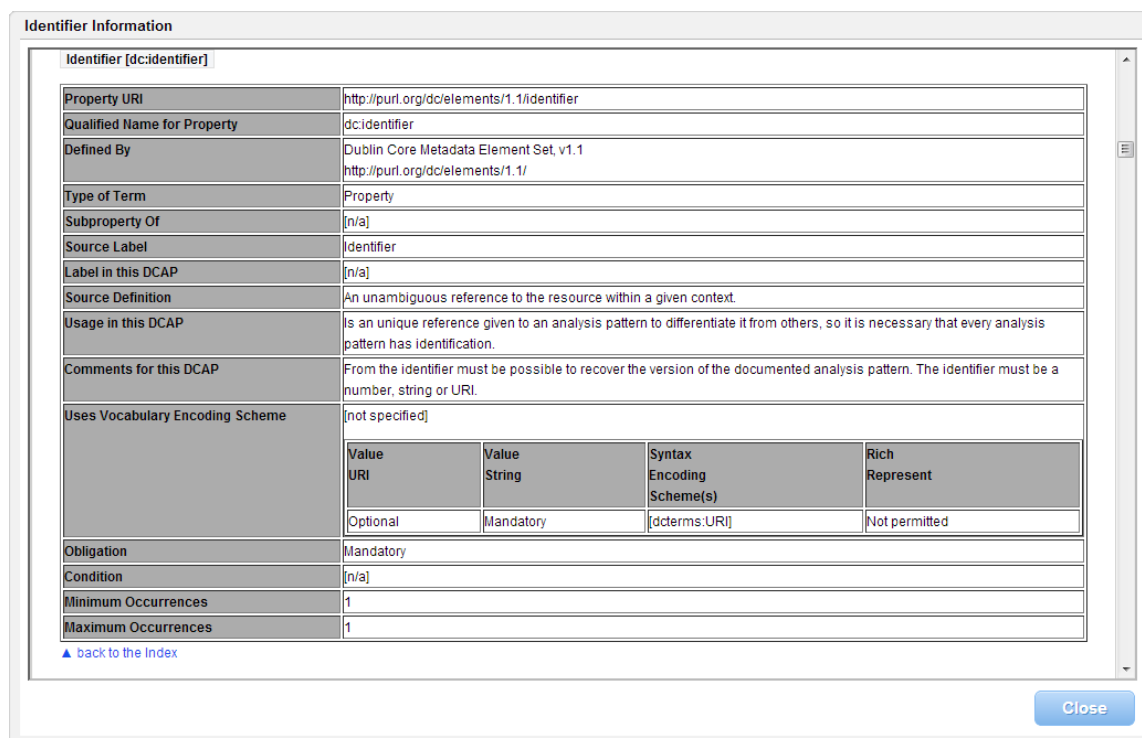 Identifier Information
Identifier [dc:identifier]
Property URI http://purl.org/dc/elements/1.1/identifier
Qualified Name for Property dc:identifier
Defined By Dublin Core Metadata Element Set, v1.1
http://purl.org/dc/elements/1.1/
Type of Term Property
Subproperty Of [n/a]
Source Label Identifier
Label in this DCAP [n/a]
Source Definition An unambiguous reference to the resource within a given context.
Usage in this DCAP Is an unique reference given to an analysis pattern to differentiate it from others, so it is necessary that every analysis
pattern has identification.
Comments for this DCAP From the identifier must be possible to recover the version of the documented analysis pattern. The identifier must be a
number, string or URI.
Uses Vocabulary Encoding Scheme [not specified]
Value Value Syntax Rich
URI String Encoding Represent
Scheme(s)
Optional Mandatory [dcterms:URI] Not permitted
Obligation Mandatory
Condition [n/a]
Minimum Occurrences 1
Maximum Occurrences 1
▲ back to the Index
Close